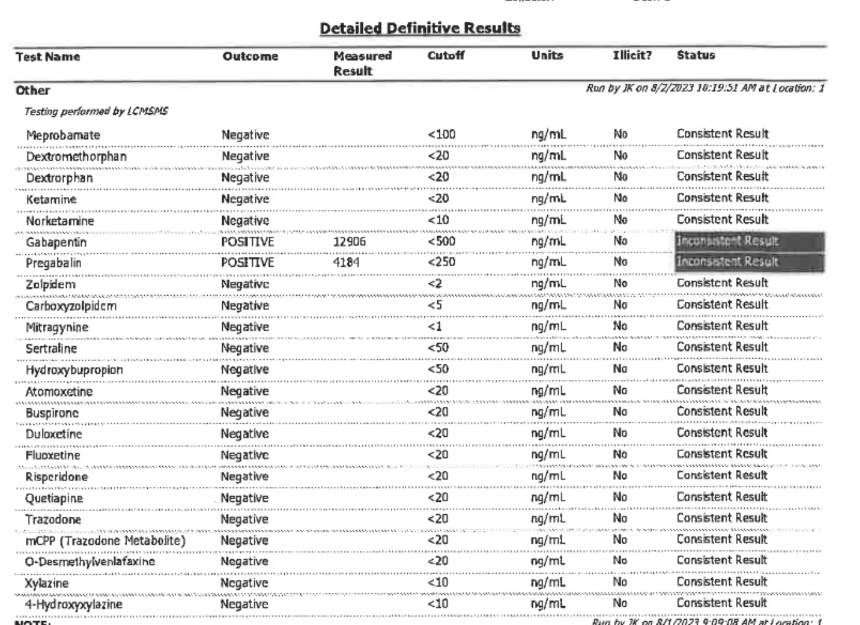 Detailed Definitive Results
Test Name Outcome Measured Result Cutoff Units Illicit? Status
Other Run by JK on 8/2/2023 10:19:51 AM at Location: 1
Testing performed by LCMSMS
Meprobamate Negative <100 ng/mL No Consistent Result
Dextromethorphan Negative <20 ng/mL No Consistent Result
Dextrorphan Negative <20 ng/mL No Consistent Result
Ketamine Negative <20 ng/mL No Consistent Result
Norketamine Negative <10 ng/mL No Consistent Result
Gabapentin POSITIVE 12906 <500 ng/mL No Inconsistent Result
Pregabalin POSITIVE 4184 <250 ng/mL No Inconsistent Result
Zolpidem Negative <2 ng/mL No Consistent Result
Carboxyzolpidem Negative <5 ng/mL No Consistent Result
Mitragynine Negative <1 ng/mL No Consistent Result
Sertraline Negative <50 ng/mL No Consistent Result
Hydroxybupropion Negative <50 ng/mL No Consistent Result
Atomoxetine Negative <20 ng/mL No Consistent Result
Buspirone Negative <20 ng/mL No Consistent Result
Duloxetine Negative <20 ng/mL No Consistent Result
Fluoxetine Negative <20 ng/mL No Consistent Result
Risperidone Negative <20 ng/mL No Consistent Result
Quetiapine Negative <20 ng/mL No Consistent Result
Trazodone Negative <20 ng/mL No Consistent Result
mCPP (Trazodone Metabolite) Negative <20 ng/mL No Consistent Result
O-Desmethylvenlafaxine Negative <20 ng/mL No Consistent Result
Xylazine Negative <10 ng/mL No Consistent Result
4-Hydroxyxylazine Negative <10 ng/mL No Consistent Result
NOTE: Run by JK on 8/1/2023 9:09:08 AM at Location: 1